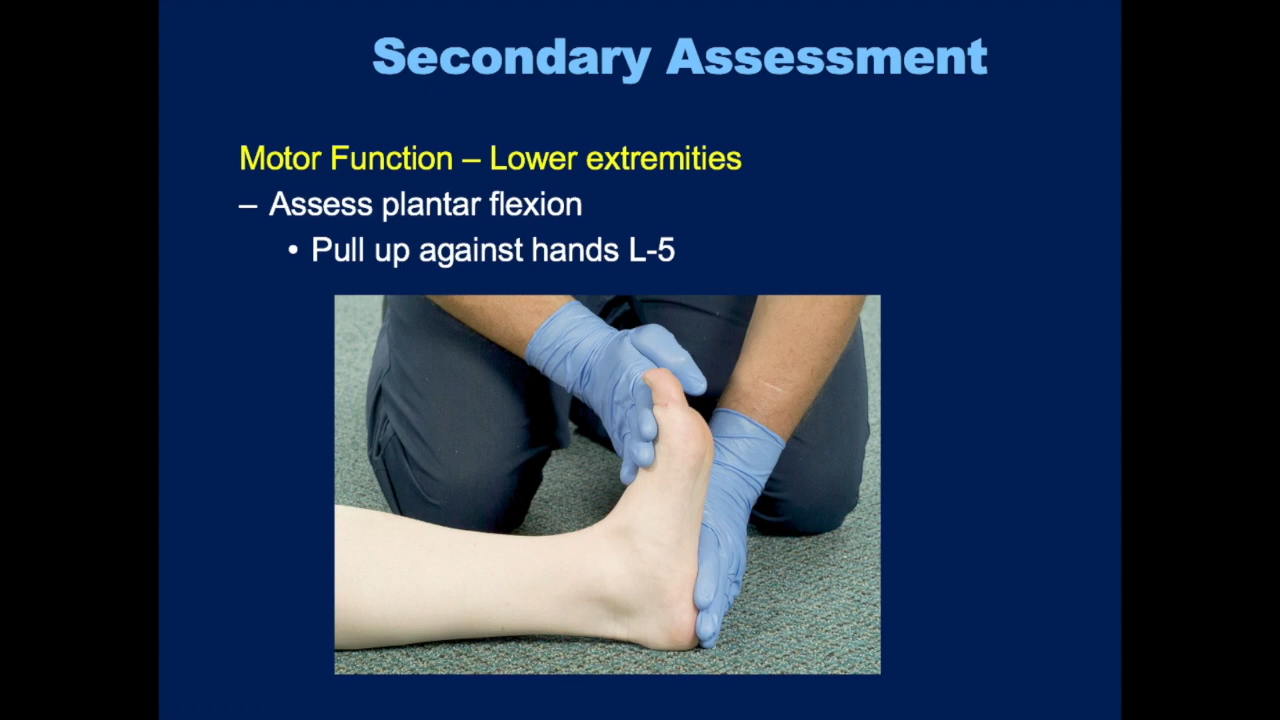 Secondary Assessment
Motor Function – Lower extremities
– Assess plantar flexion
• Pull up against hands L-5